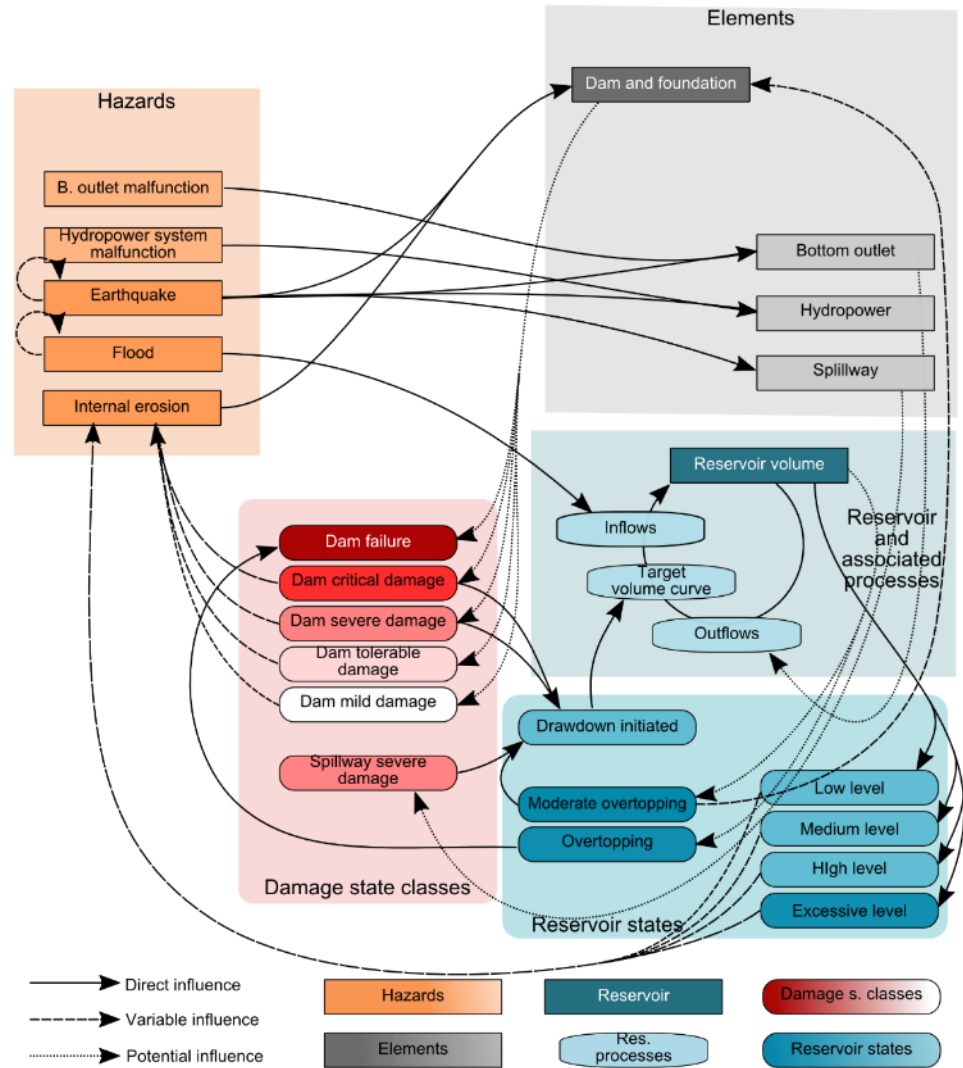 Elements
Dam and foundation
Hazards
B. outlet malfunction
Hydropower system
malfunction
Earthquake
Flood
Internal erosion
Bottom outlet
Hydropower
Splillway
Reservoir volume
Reservoir
and
associated
processes
Inflows
Target
volume curve
Outflows
Dam failure
Dam critical damage
Dam severe damage
Dam tolerable
damage
Dam mild damage
Spillway severe
damage
Damage state classes
Drawdown initiated
Moderate overtopping
Overtopping
Low level
Medium level
HIgh level
Excessive level
Reservoir states
Direct influence
Variable influence
Potential influence
Hazards
Elements
Reservoir
Res.
processes
Damage s. classes
Reservoir states